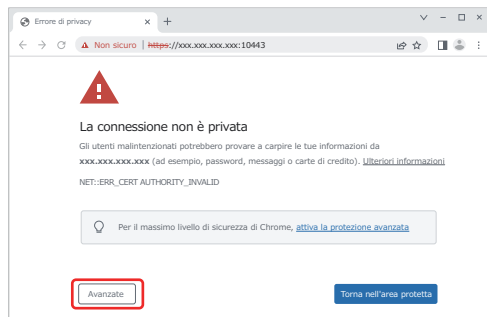 Errore di privacy
Non sicuro | https://xxx.xxx.xxx.xxx:10443
La connessione non è privata
Gli utenti malintenzionati potrebbero provare a carpire le tue informazioni da
xxx.xxx.xxx.xxx (ad esempio, password, messaggi o carte di credito). Ulteriori informazioni
NET::ERR_CERT AUTHORITY_INVALID
Per il massimo livello di sicurezza di Chrome, attiva la protezione avanzata
Avanzate
Torna nell'area protetta